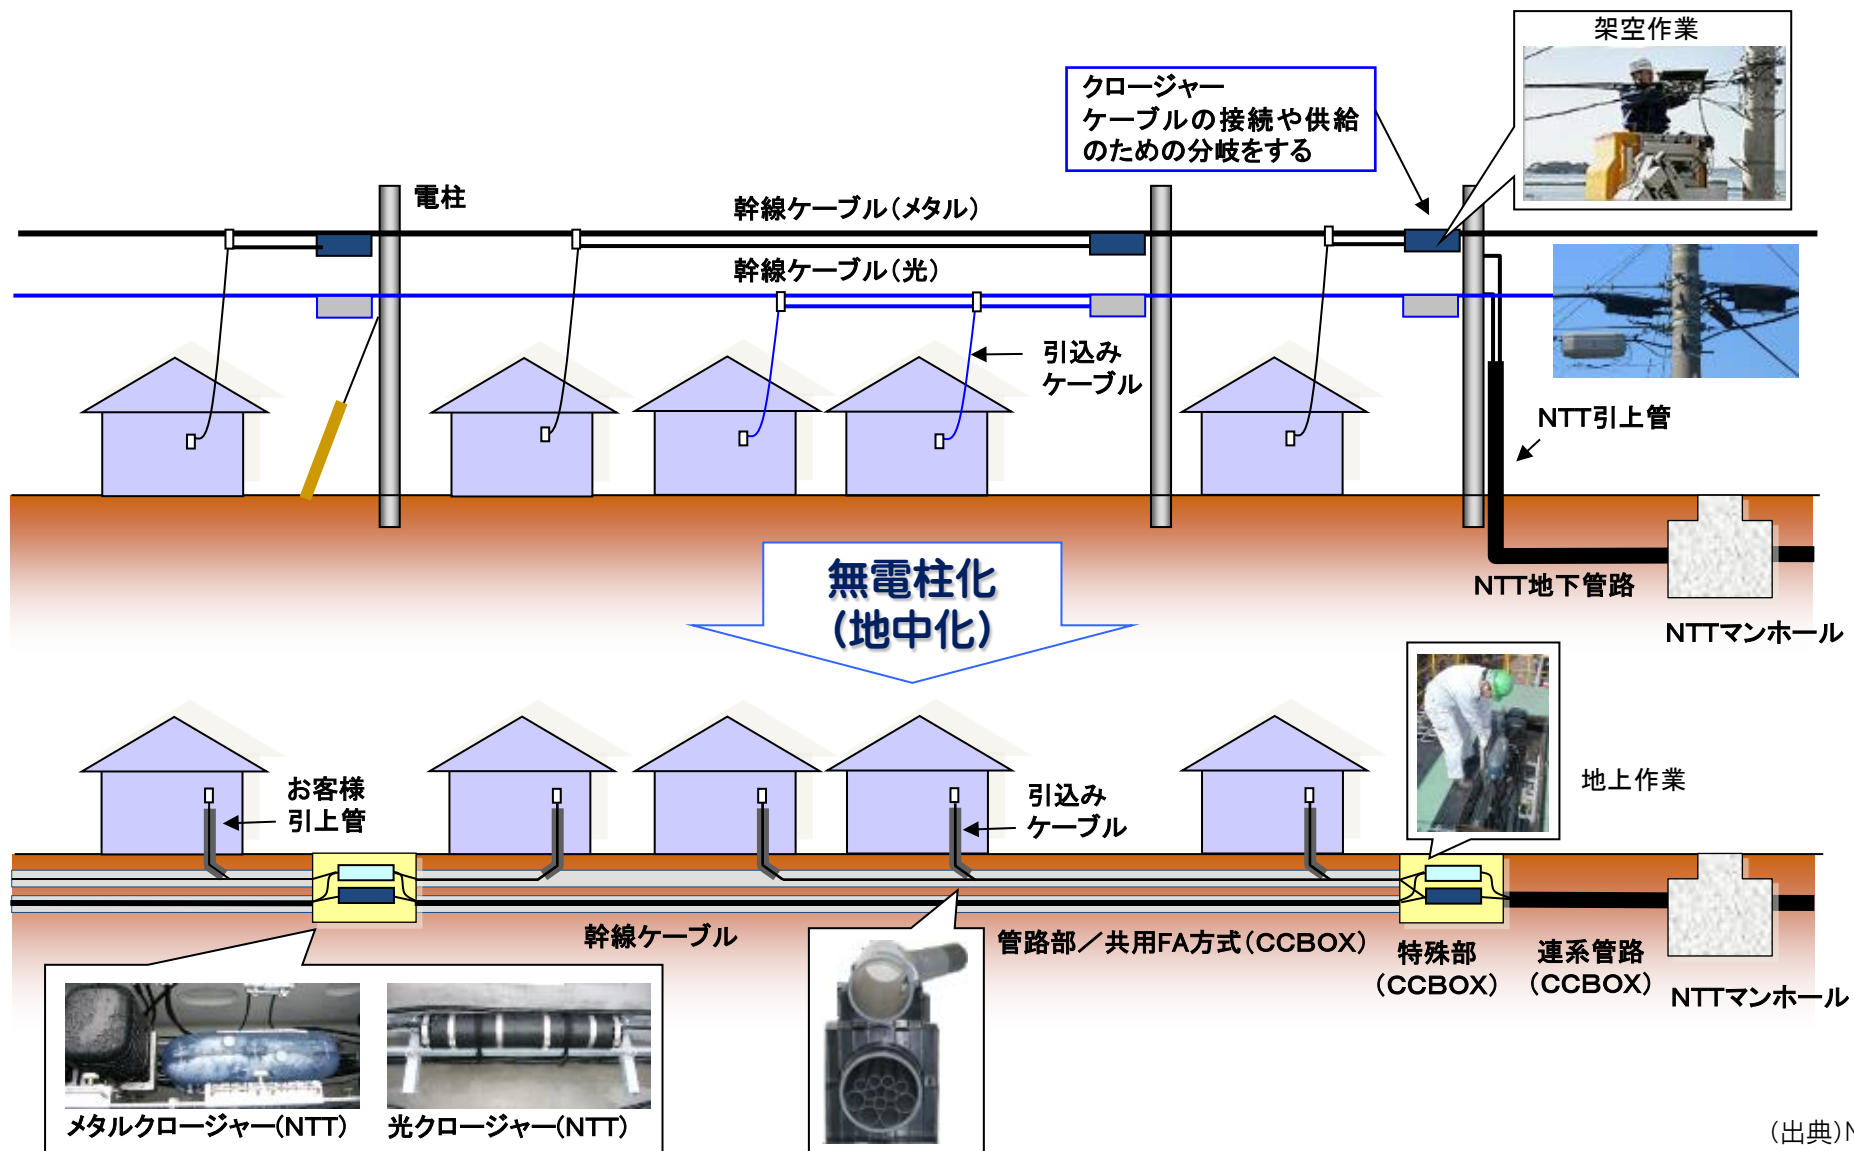 架空作業
クロージャー
ケーブルの接続や供給
のための分岐をする
電柱
幹線ケーブル(メタル)
幹線ケーブル(光)
引込み
ケーブル
NTT引上管
NTT地下管路
NTTマンホール
無電柱化
(地中化)
お客様
引上管
引込み
ケーブル
地上作業
幹線ケーブル
管路部/共用FA方式(CCBOX)
特殊部
(CCBOX)
連系管路
(CCBOX)
NTTマンホール
メタルクロージャー(NTT)
光クロージャー(NTT)
(出典)N